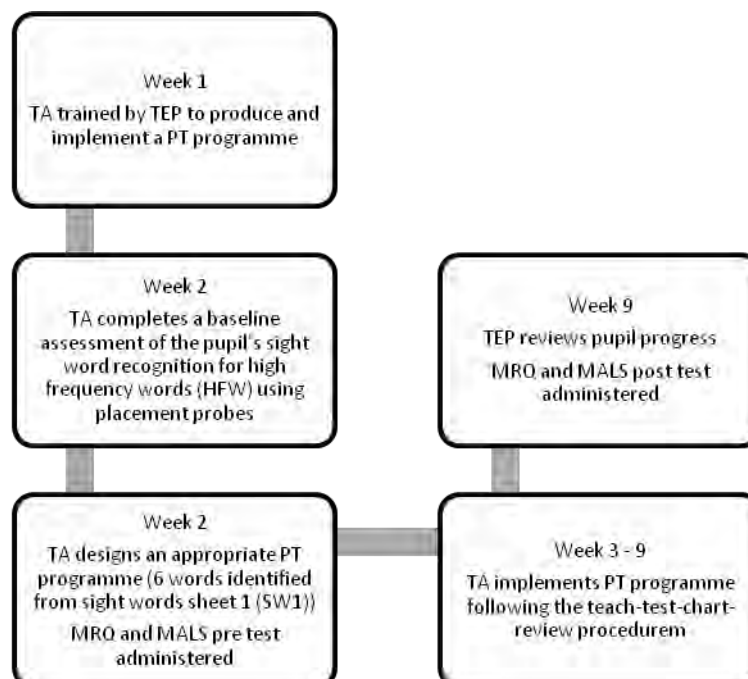 Week 1
TA trained by TEP to produce and
implement a PT programme
Week 2
TA completes a baseline
assessment of the pupil's sight
word recognition for high
frequency words (HFW) using
placement probes
Week 2
TA designs an appropriate PT
programme (6 words identified
from sight words sheet 1 (SW1))
MRQ and MALS pre test
administered
Week 3 - 9
TA implements PT programme
following the teach-test-chart-
review procedurem
Week 9
TEP reviews pupil progress
MRQ and MALS post test
administered